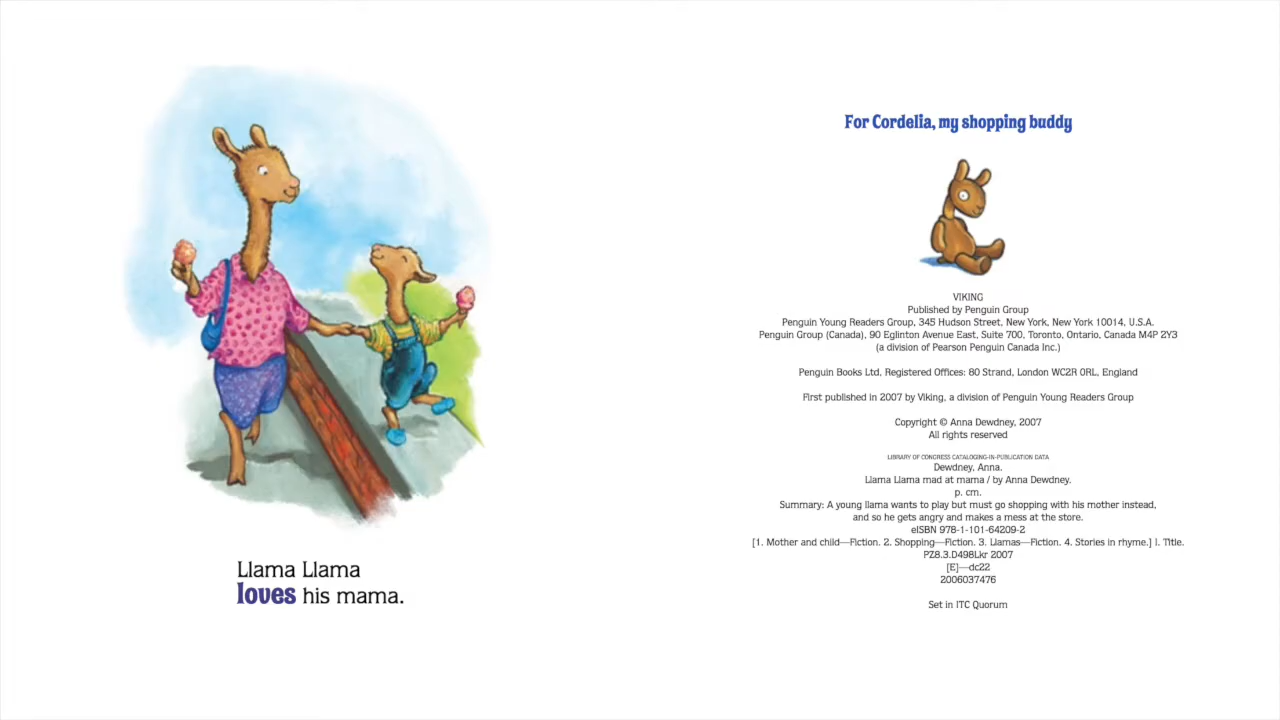 Llama Llama
loves his mama.
For Cordelia, my shopping buddy
VIKING
Published by Penguin Group
Penguin Young Readers Group, 345 Hudson Street, New York, New York 10014, U.S.A.
Penguin Group (Canada), 90 Eglinton Avenue East, Suite 700, Toronto, Ontario, Canada M4P 2Y3
(a division of Pearson Penguin Canada Inc.)
Penguin Books Ltd, Registered Offices: 80 Strand, London WC2R 0RL, England
First published in 2007 by Viking, a division of Penguin Young Readers Group
Copyright © Anna Dewdney, 2007
All rights reserved
LIBRARY OF CONGRESS CATALOGING-IN-PUBLICATION DATA
Dewdney, Anna.
Llama Llama mad at mama / by Anna Dewdney.
p. cm.
Summary: A young llama wants to play but must go shopping with his mother instead,
and so he gets angry and makes a mess at the store.
eISBN 978-1-101-64209-2
[1. Mother and child—Fiction. 2. Shopping—Fiction. 3. Llamas—Fiction. 4. Stories in rhyme.] I. Title.
PZ8.3.D498Lkr 2007
[E]—dc22
2006037476
Set in ITC Quorum